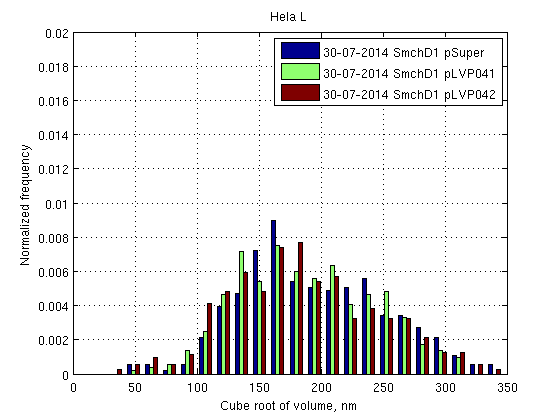 Hela L
0.02
0.018
0.016
0.014
0.012
0.01
0.008
0.006
0.004
0.002
0
Normalized frequency
30-07-2014 SmchD1 pSuper
30-07-2014 SmchD1 pLVP041
30-07-2014 SmchD1 pLVP042
0 50 100 150 200 250 300 350
Cube root of volume, nm